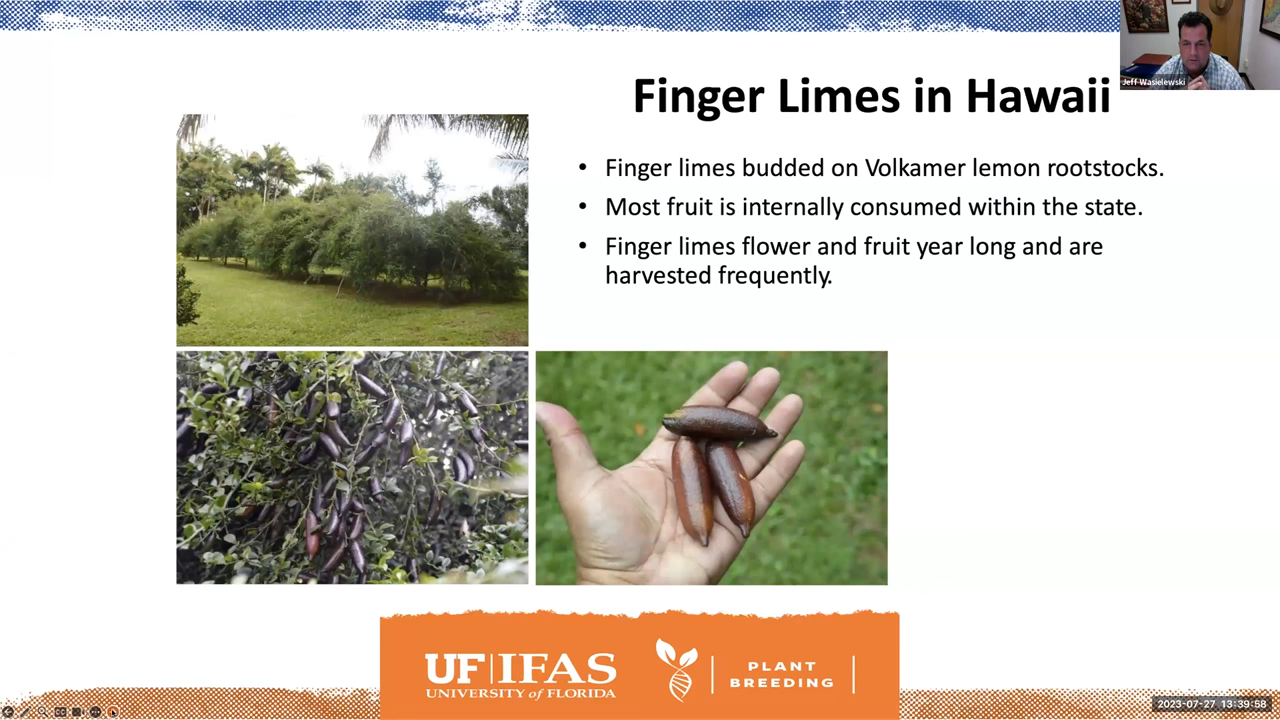 Jeff Wasielewski
Finger Limes in Hawaii
• Finger limes budded on Volkamer lemon rootstocks.
• Most fruit is internally consumed within the state.
• Finger limes flower and fruit year long and are
harvested frequently.
UF|IFAS
UNIVERSITY of FLORIDA
PLANT
BREEDING
2023-07-27 13:39:58